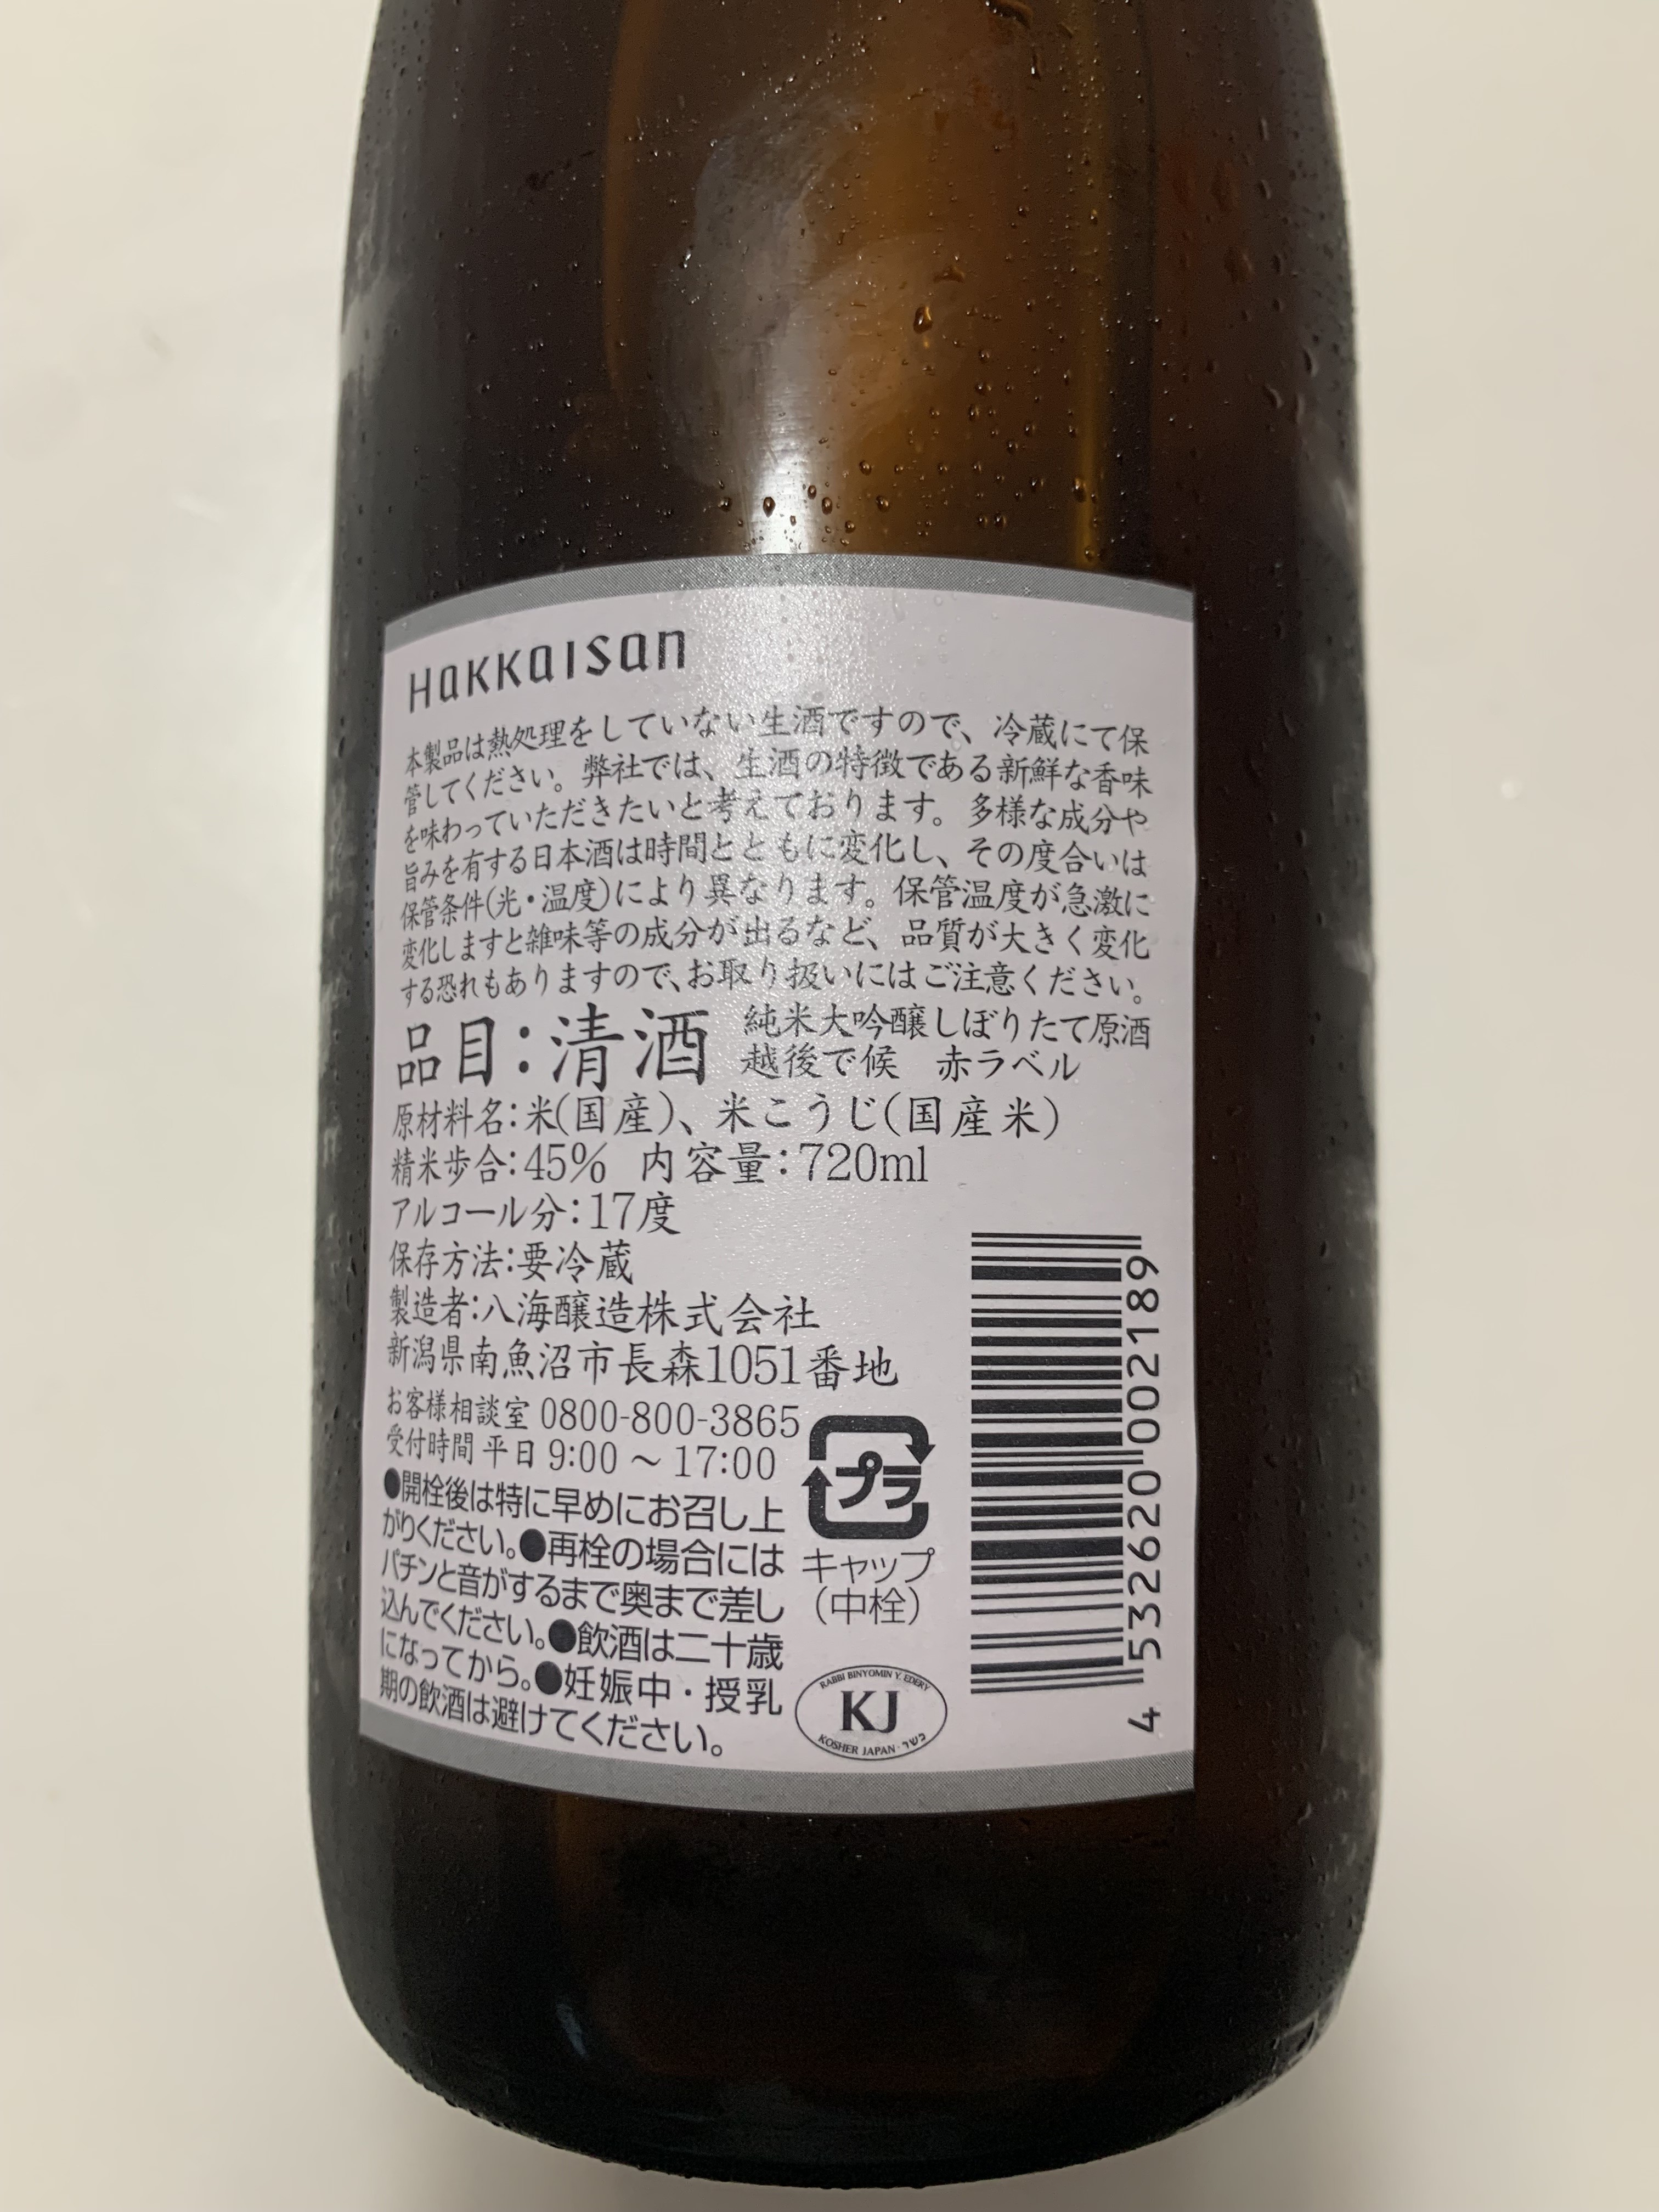 Hakkaisan
本製品は熱処理をしていない生酒ですので、冷蔵にて保
管してください。弊社では、生酒の特徴である新鮮な香味
を味わっていただきたいと考えております。多様な成分や
旨みを有する日本酒は時間とともに変化し、その度合いは
保管条件(光・温度)により異なります。保管温度が急激に
変化しますと雑味等の成分が出るなど、品質が大きく変化
する恐れもありますので、お取り扱いにはご注意ください。
品目:清酒
純米大吟醸しぼりたて原酒
越後で候 赤ラベル
原材料名:米(国産)、米こうじ(国産米)
精米歩合:45% 内容量:720ml
アルコール分:17度
保存方法:要冷蔵
製造者:八海醸造株式会社
新潟県南魚沼市長森1051番地
お客様相談室 0800-800-3865
受付時間 平日 9:00 〜 17:00
●開栓後は特に早めにお召し上
がりください。●再栓の場合には
パチンと音がするまで奥まで差し
込んでください。●飲酒は二十歳
になってから。●妊娠中・授乳
期の飲酒は避けてください。
プラ
キャップ
(中栓)
RABBI BINYOMIN Y. EDERY
KJ
KOSHER JAPAN · כשר
4 532620 002189